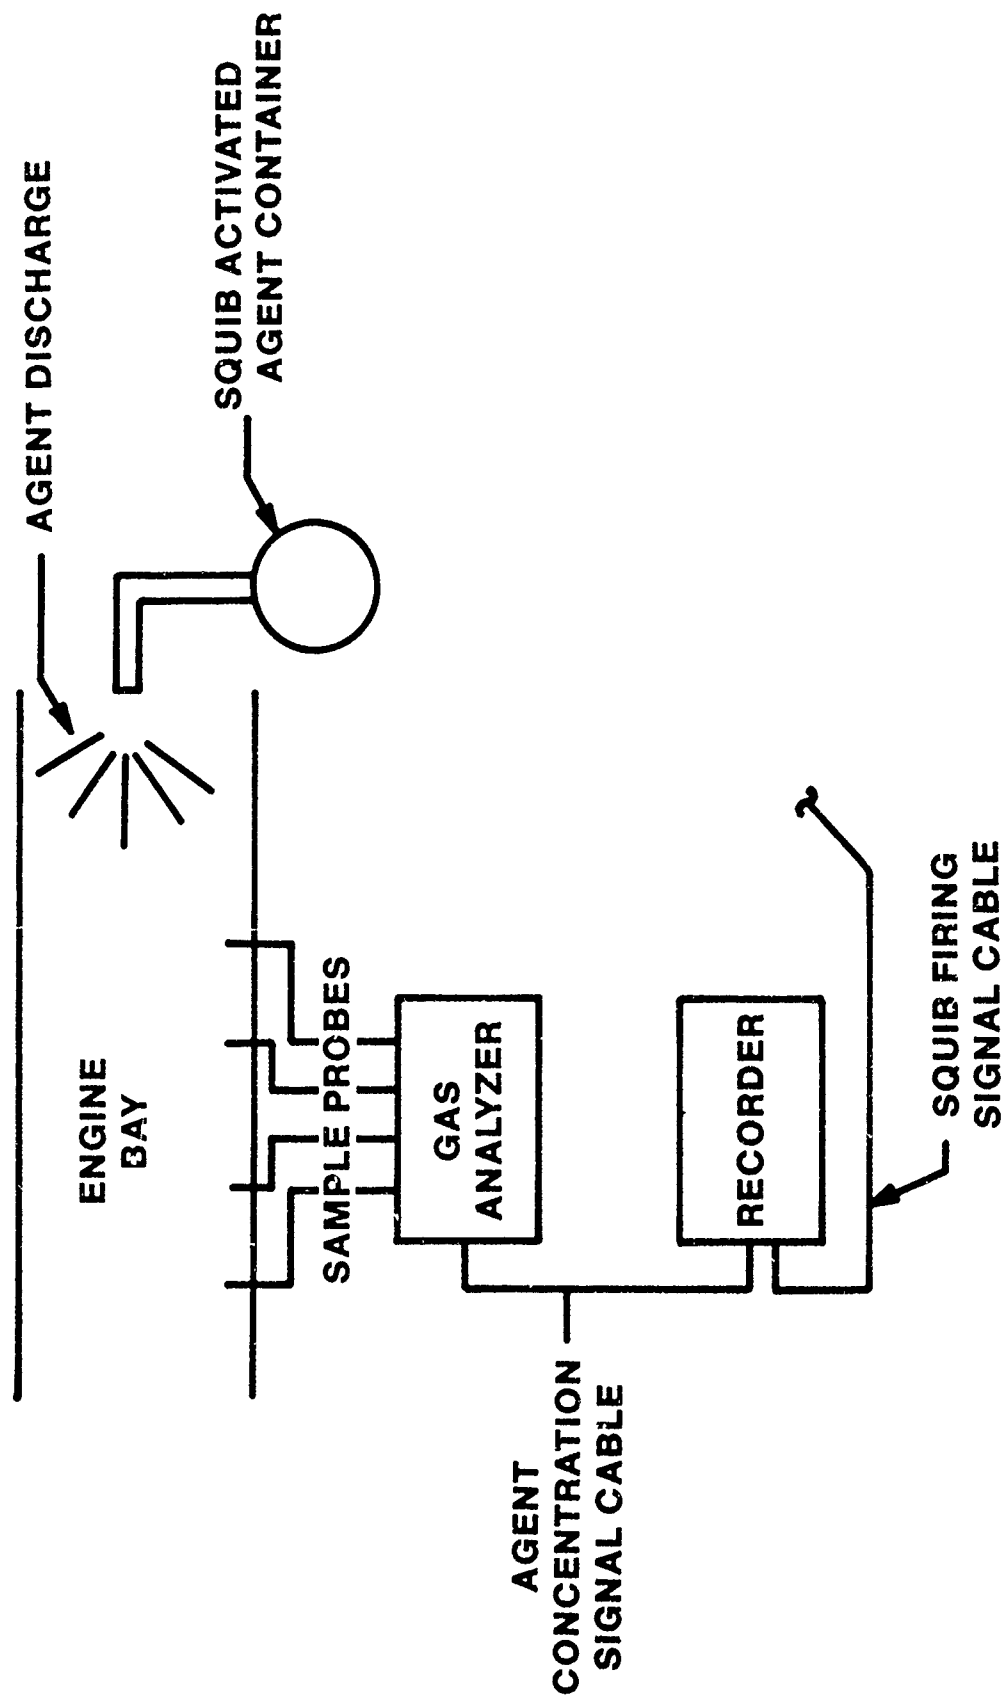 AGENT DISCHARGE
SQUIB ACTIVATED
AGENT CONTAINER
ENGINE
BAY
SAMPLE PROBES
GAS
ANALYZER
RECORDER
AGENT
CONCENTRATION
SIGNAL CABLE
SQUIB FIRING
SIGNAL CABLE